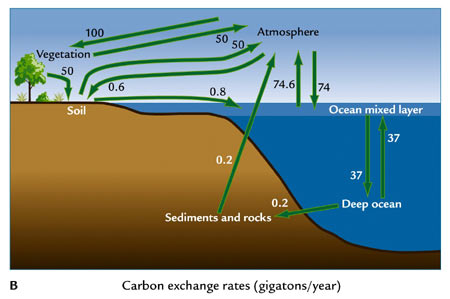 100
Atmosphere
50
50
Vegetation
50
0.6
0.8
74.6
74
Soil
Ocean mixed layer
37
0.2
37
0.2
Deep ocean
Sediments and rocks
B
Carbon exchange rates (gigatons/year)